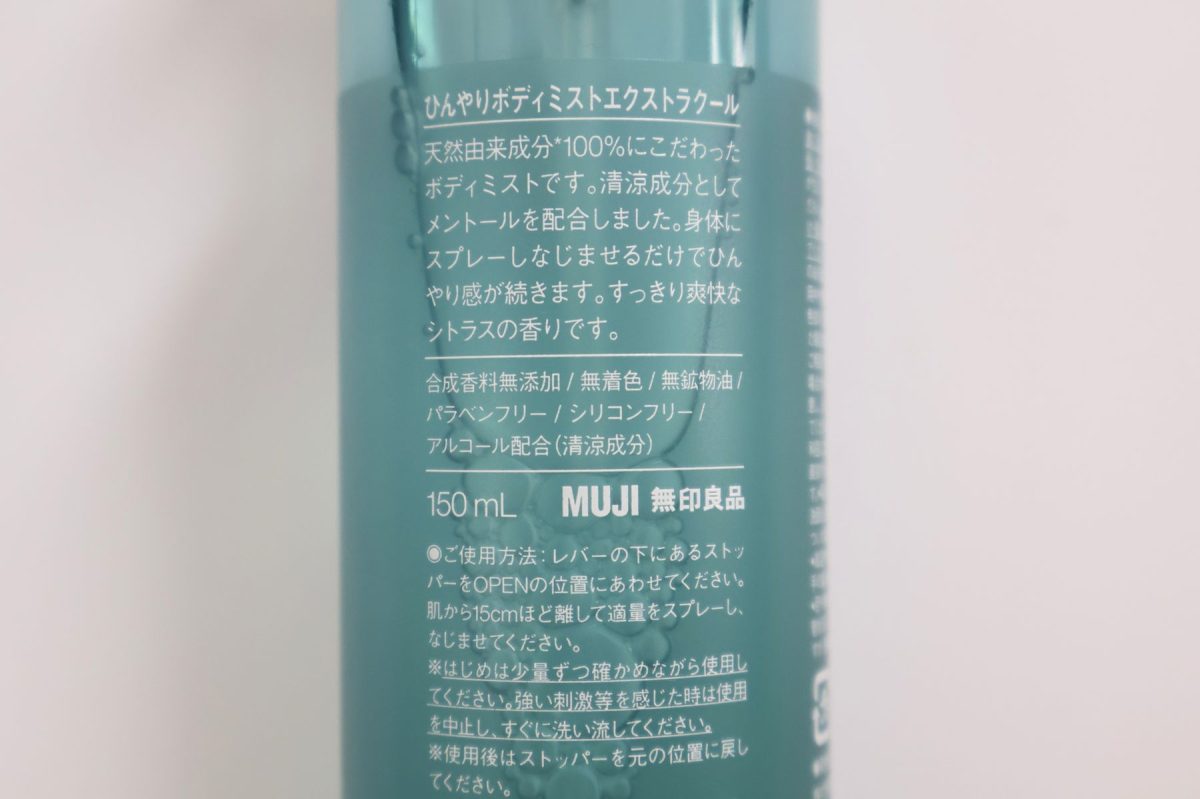 ひんやりボディミストエクストラクール
天然由来成分*100%にこだわった
ボディミストです。清涼成分として
メントールを配合しました。身体に
スプレーしなじませるだけでひん
やり感が続きます。すっきり爽快な
シトラスの香りです。
合成香料無添加 / 無着色 / 無鉱物油 /
パラベンフリー / シリコンフリー /
アルコール配合(清涼成分)
150 mL MUJI 無印良品
◉ご使用方法:レバーの下にあるストッ
パーをOPENの位置にあわせてください。
肌から15cmほど離して適量をスプレーし、
なじませてください。
※はじめは少量ずつ確かめながら使用し
てください。強い刺激等を感じた時は使用
を中止し、すぐに洗い流してください。
※使用後はストッパーを元の位置に戻し
てください。